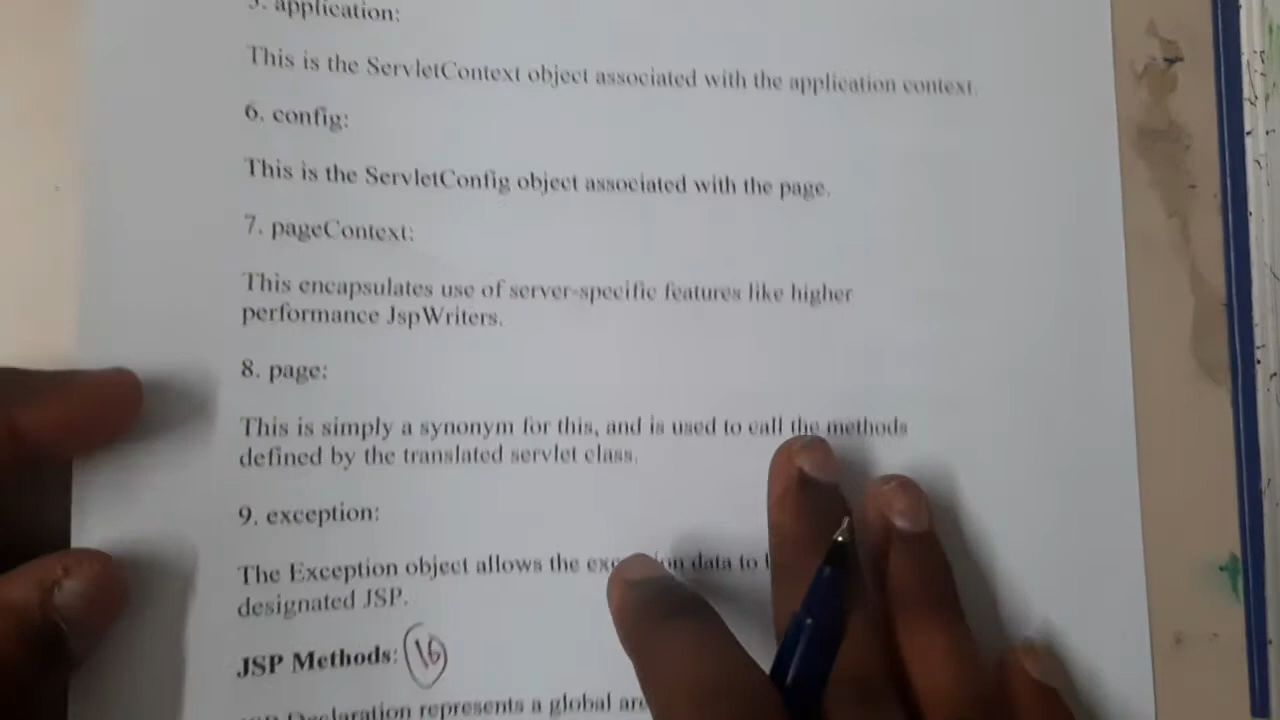 5. application:
This is the ServletContext object associated with the application context.
6. config:
This is the ServletConfig object associated with the page.
7. pageContext:
This encapsulates use of server-specific features like higher
performance JspWriters.
8. page:
This is simply a synonym for this, and is used to call the methods
defined by the translated servlet class.
9. exception:
The Exception object allows the data to
designated JSP.
JSP Methods: 16
Declaration represents a global